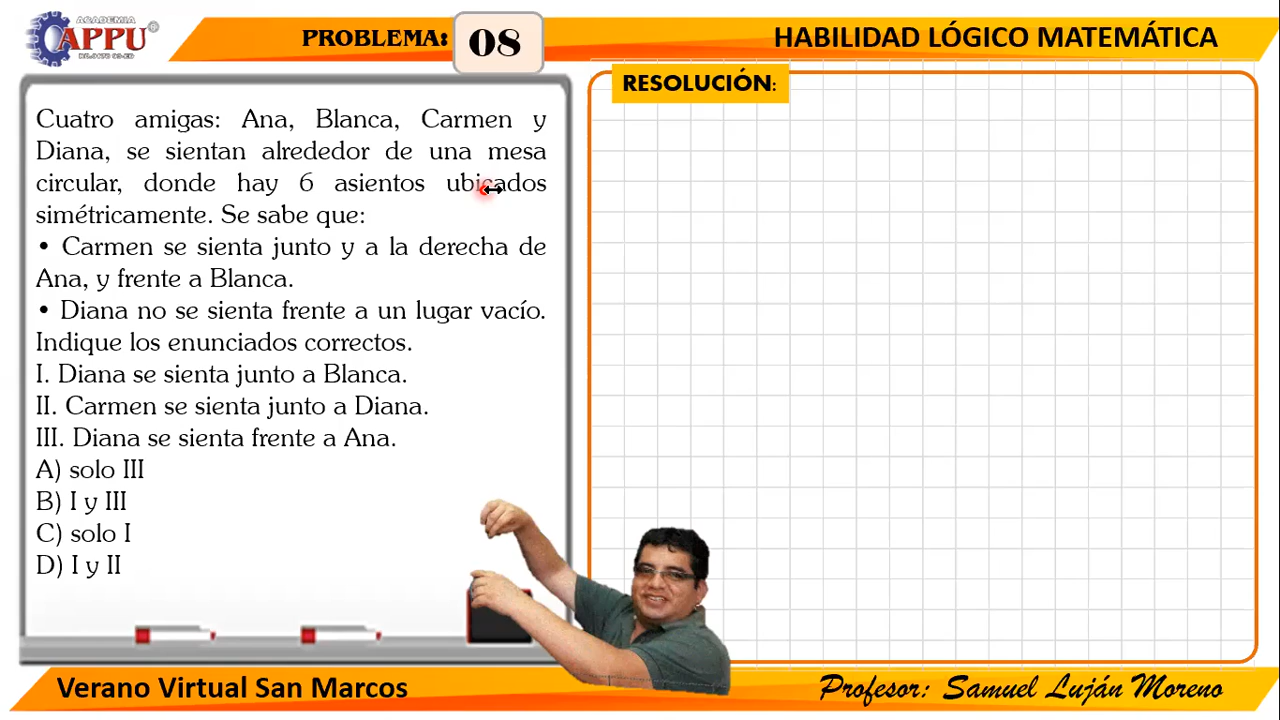 ACADEMIA
APPU
PROBLEMA:
08
HABILIDAD LÓGICO MATEMÁTICA
Cuatro amigas: Ana, Blanca, Carmen y
Diana, se sientan alrededor de una mesa
circular, donde hay 6 asientos ubicados
simétricamente. Se sabe que:
• Carmen se sienta junto y a la derecha de
Ana, y frente a Blanca.
• Diana no se sienta frente a un lugar vacío.
Indique los enunciados correctos.
I. Diana se sienta junto a Blanca.
II. Carmen se sienta junto a Diana.
III. Diana se sienta frente a Ana.
A) solo III
B) I y III
C) solo I
D) I y II
RESOLUCIÓN:
Verano Virtual San Marcos
Profesor: Samuel Luján Moreno